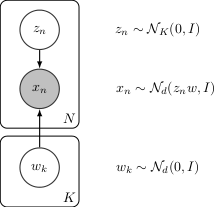 z_n z_n ∼ 𝒩_K(0, I)
x_n x_n ∼ 𝒩_d(z_n w, I)
N
w_k w_k ∼ 𝒩_d(0, I)
K